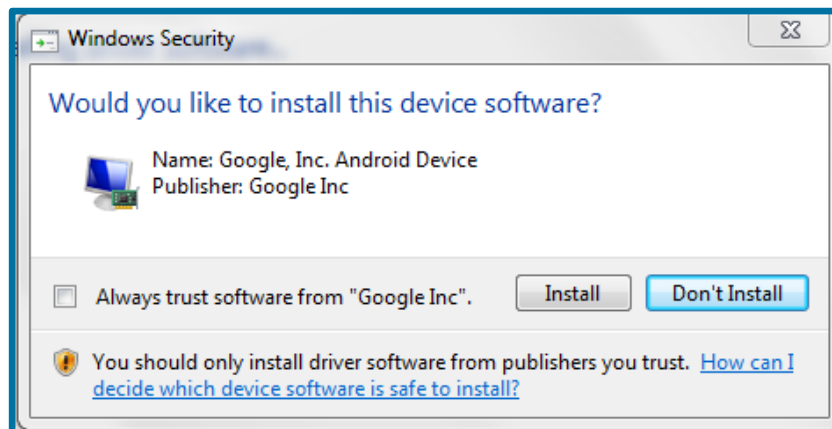 Windows Security
Would you like to install this device software?
Name: Google, Inc. Android Device
Publisher: Google Inc
Always trust software from "Google Inc".
Install
Don't Install
You should only install driver software from publishers you trust. How can I
decide which device software is safe to install?